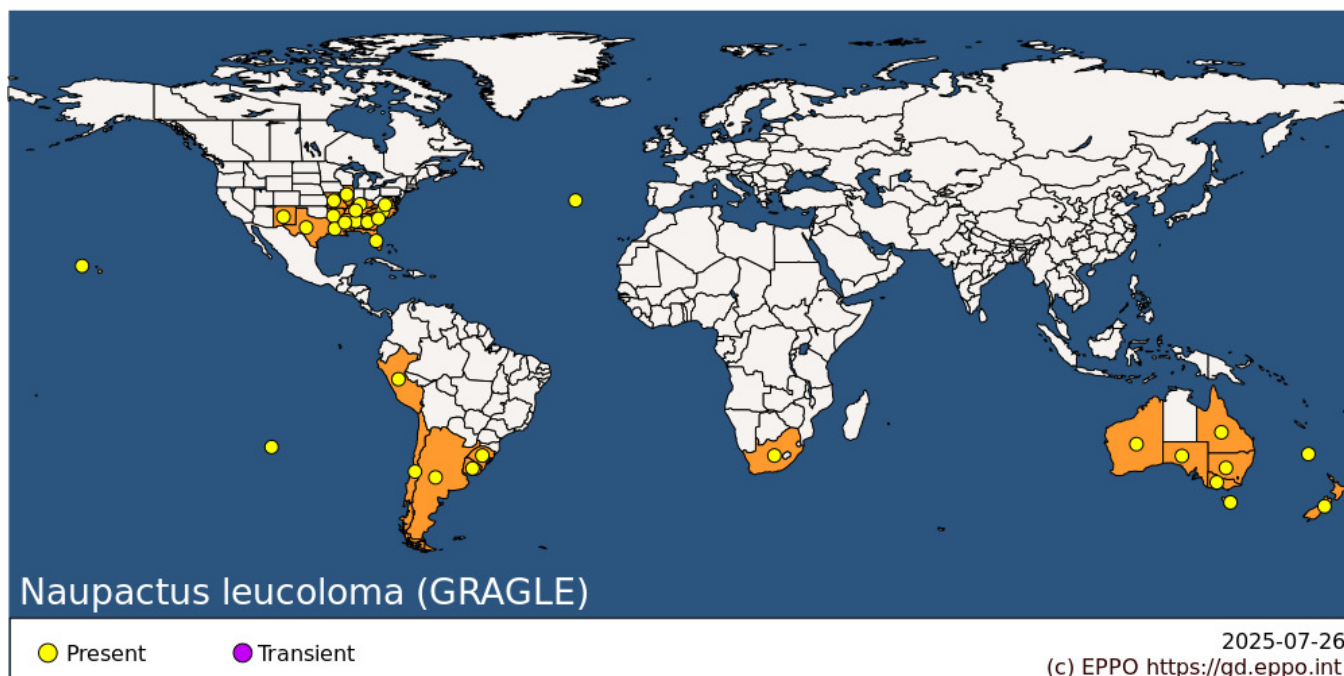 Naupactus leucoloma (GRAGLE)
Present
Transient
2025-07-26
(c) EPPO https://gd.eppo.int